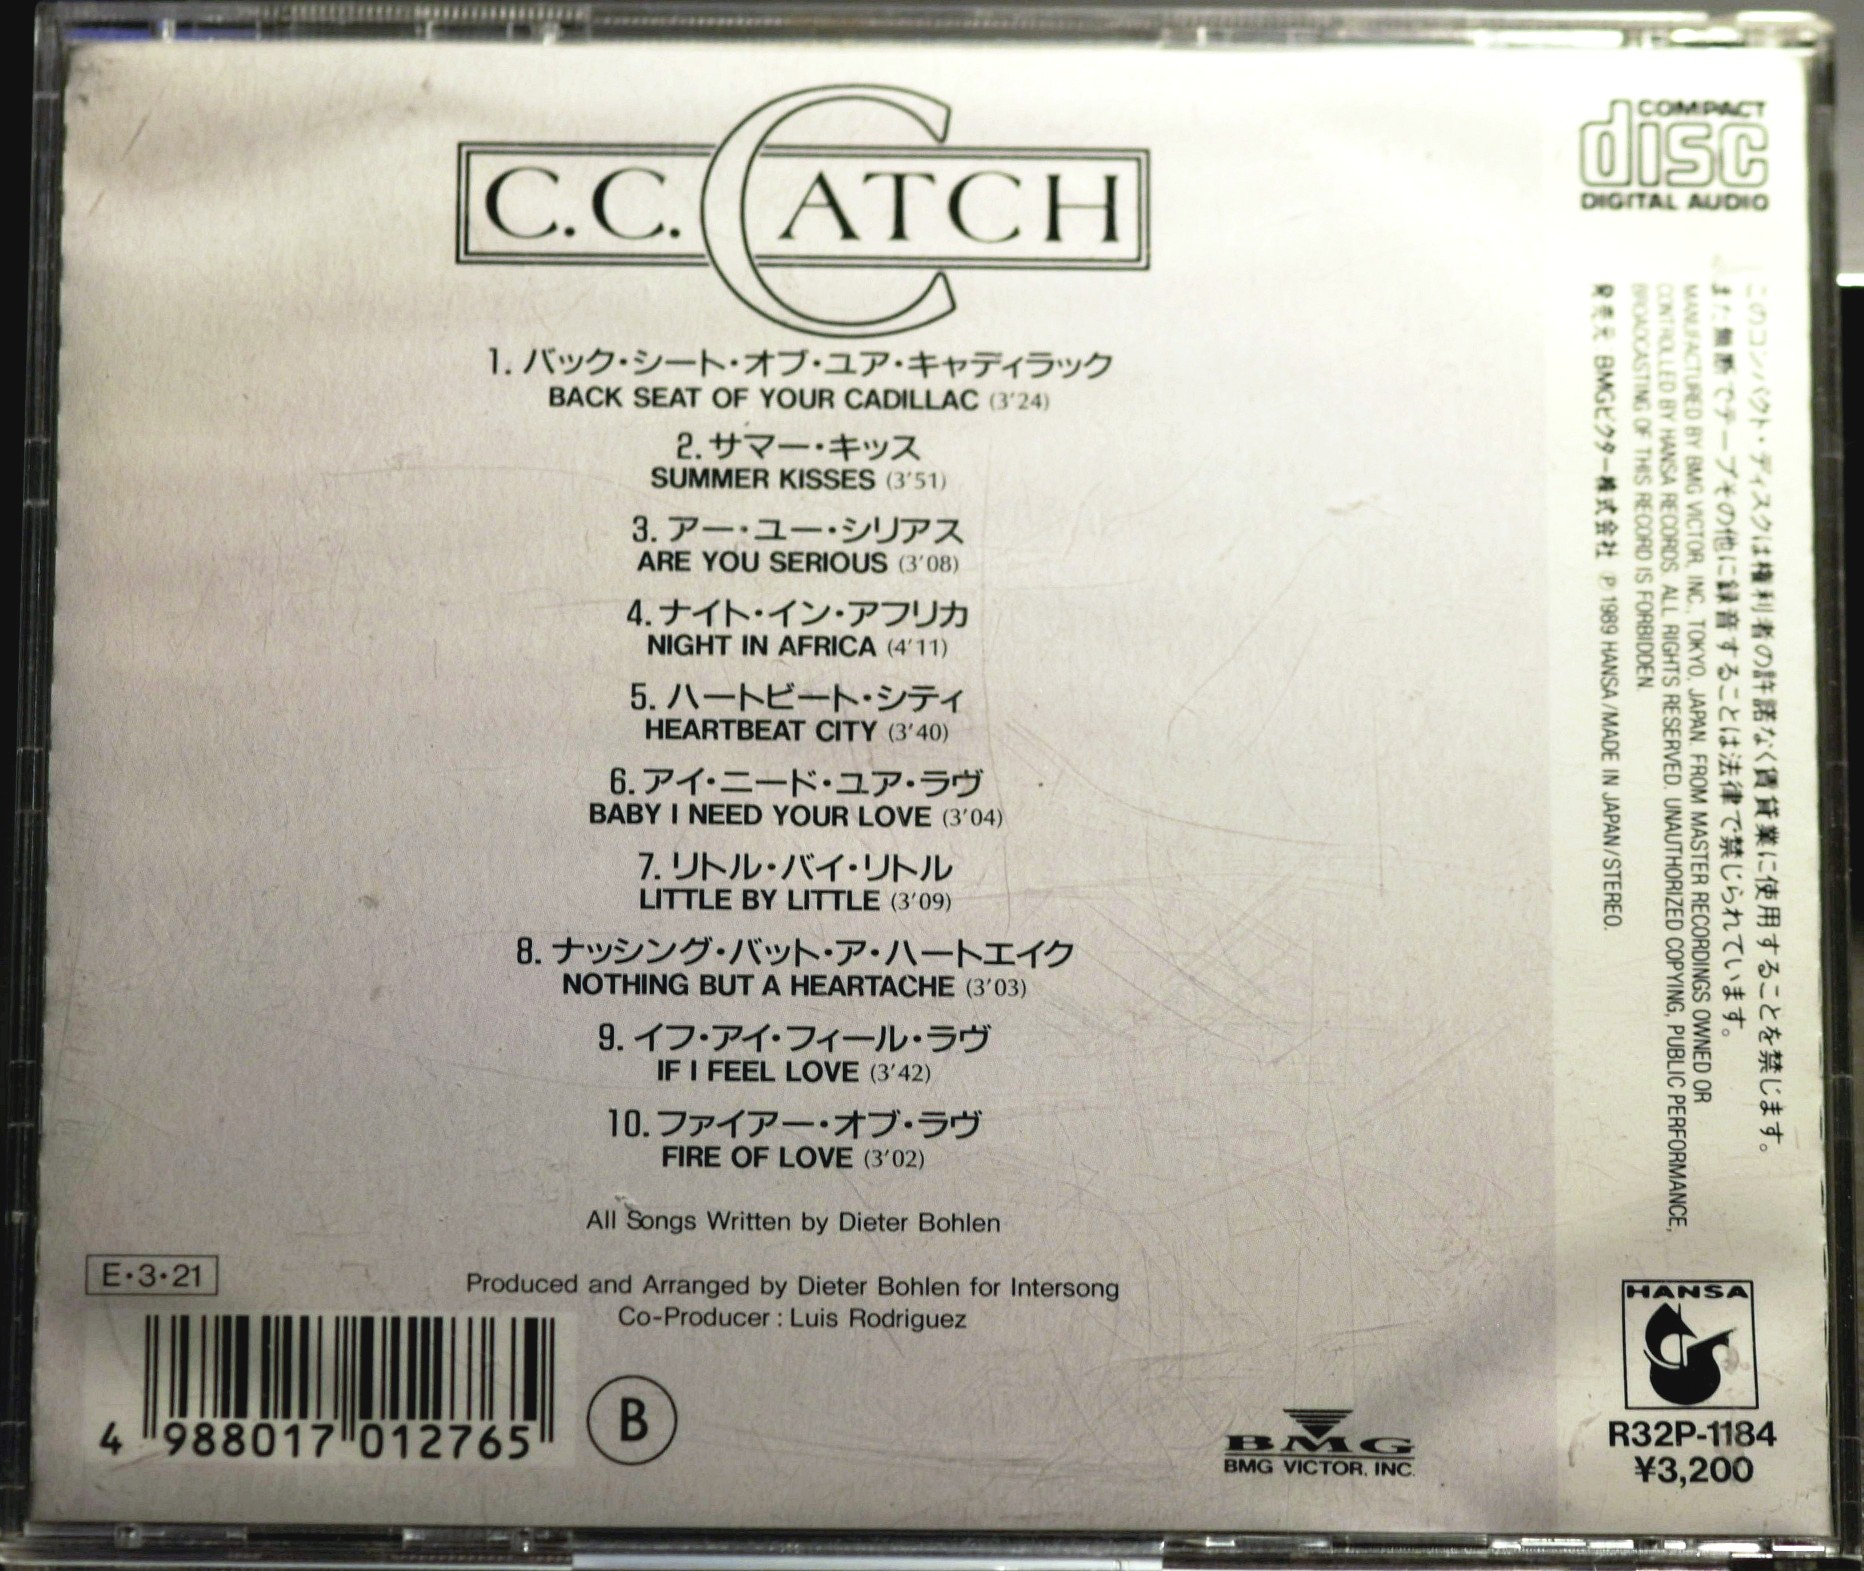 C.C.CATCH
1. バック・シート・オブ・ユア・キャディラック
BACK SEAT OF YOUR CADILLAC (3'24)
2. サマー・キッス
SUMMER KISSES (3'51)
3. アー・ユー・シリアス
ARE YOU SERIOUS (3'08)
4. ナイト・イン・アフリカ
NIGHT IN AFRICA (4'11)
5. ハートビート・シティ
HEARTBEAT CITY (3'40)
6. アイ・ニード・ユア・ラヴ
BABY I NEED YOUR LOVE (3'04)
7. リトル・バイ・リトル
LITTLE BY LITTLE (3'09)
8. ナッシング・バット・ア・ハートエイク
NOTHING BUT A HEARTACHE (3'03)
9. イフ・アイ・フィール・ラヴ
IF I FEEL LOVE (3'42)
10. ファイアー・オブ・ラヴ
FIRE OF LOVE (3'02)
All Songs Written by Dieter Bohlen
Produced and Arranged by Dieter Bohlen for Intersong
Co-Producer : Luis Rodriguez
E・3・21
4 988017 012765
B
BMG
BMG VICTOR, INC.
COMPACT
disc
DIGITAL AUDIO
このコンパクト・ディスクは権利者の許諾なく賃貸業に使用することを禁じます。
また無断でテープその他に録音することは法律で禁じられています。
MANUFACTURED BY BMG VICTOR, INC., TOKYO, JAPAN. FROM MASTER RECORDINGS OWNED OR
CONTROLLED BY HANSA RECORDS. ALL RIGHTS RESERVED. UNAUTHORIZED COPYING, PUBLIC PERFORMANCE,
BROADCASTING OF THIS RECORD IS FORBIDDEN.
発売元 BMGビクター株式会社 ℗ 1989 HANSA/MADE IN JAPAN/STEREO.
HANSA
R32P-1184
¥3,200